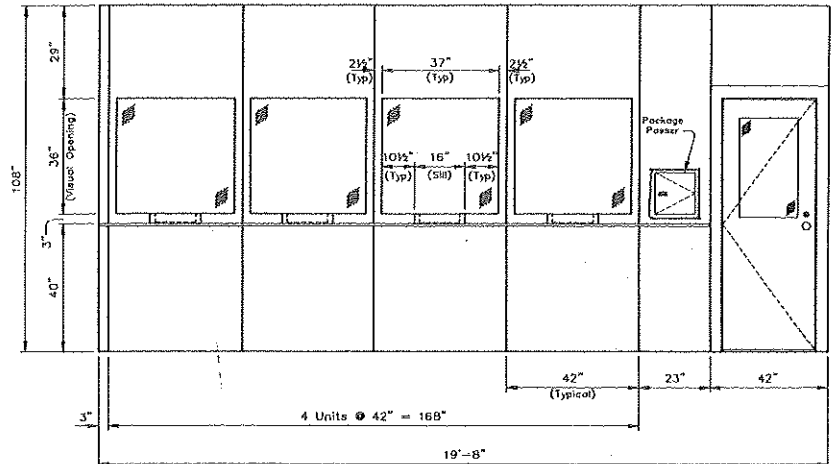 29"
2½"
(Typ)
37"
(Typ)
2½"
(Typ)
108"
36"
(Visual Opening)
Package
Passer
10½"
(Typ)
16"
(Sill)
10½"
(Typ)
3"
40"
42"
(Typical)
23"
42"
3"
4 Units @ 42" = 168"
19'-8"